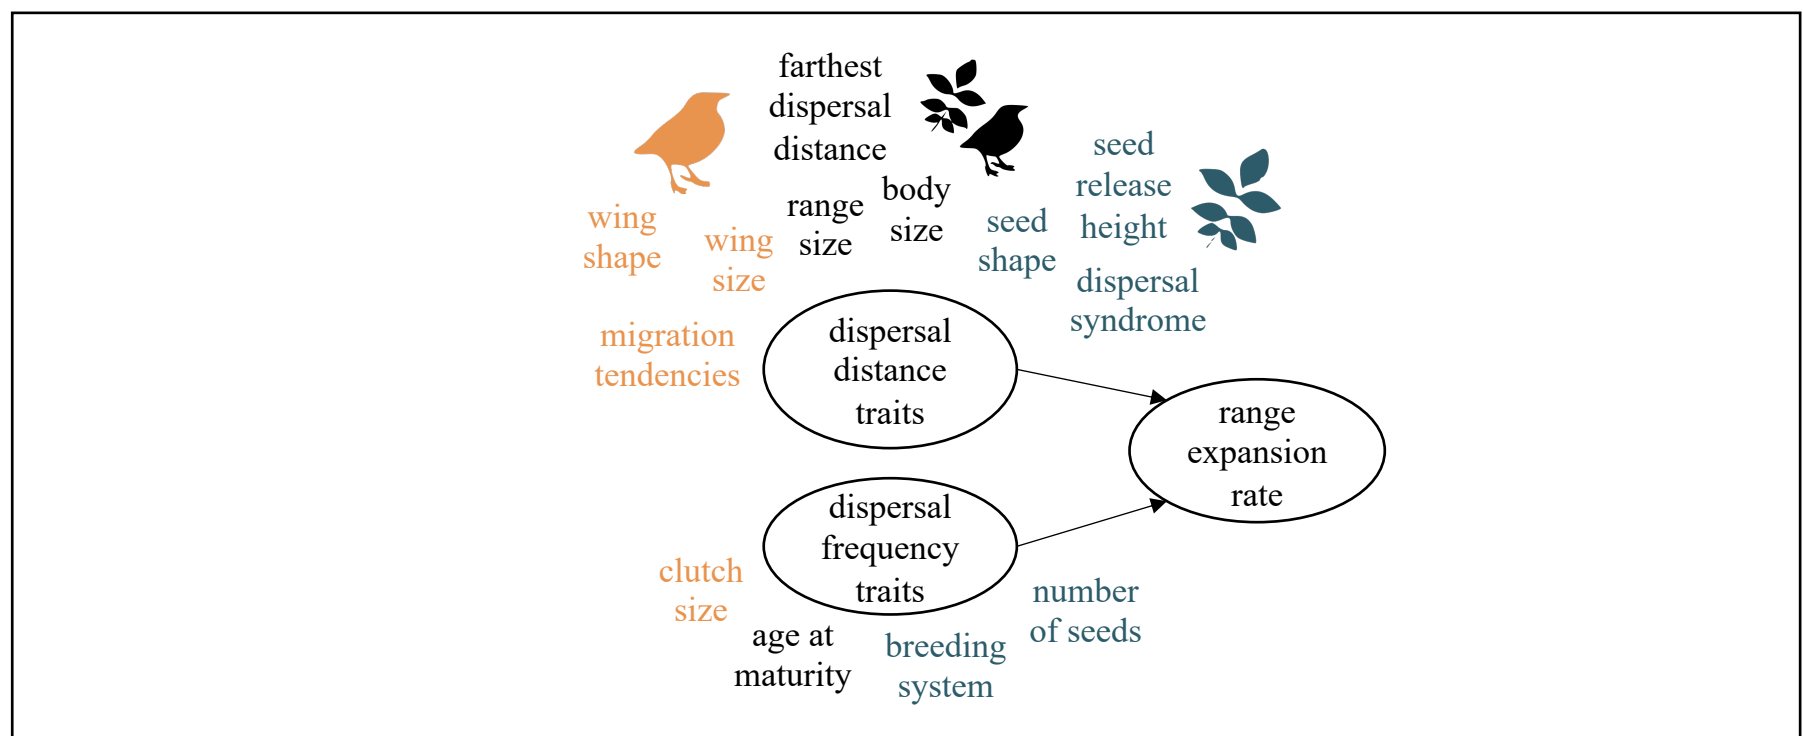 farthest
dispersal
distance
range
size
body
size
wing
shape
wing
size
migration
tendencies
seed
shape
seed
release
height
dispersal
syndrome
dispersal
distance
traits
range
expansion
rate
dispersal
frequency
traits
clutch
size
age at
maturity
breeding
system
number
of seeds